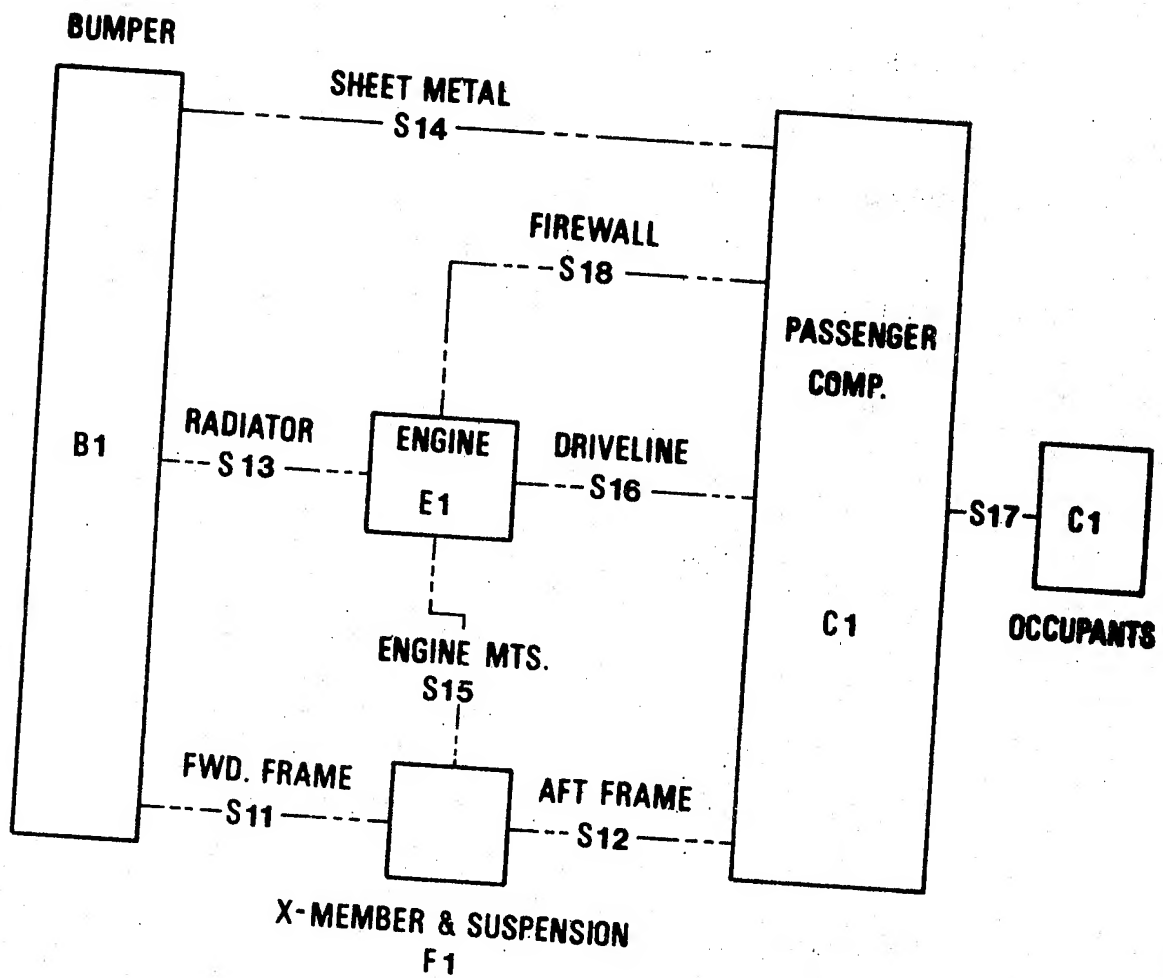 BUMPER
SHEET METAL
S14
FIREWALL
S18
PASSENGER
COMP.
B1
RADIATOR
S13
ENGINE
E1
DRIVELINE
S16
S17
C1
C1
OCCUPANTS
ENGINE MTS.
S15
FWD. FRAME
S11
AFT FRAME
S12
X-MEMBER & SUSPENSION
F1